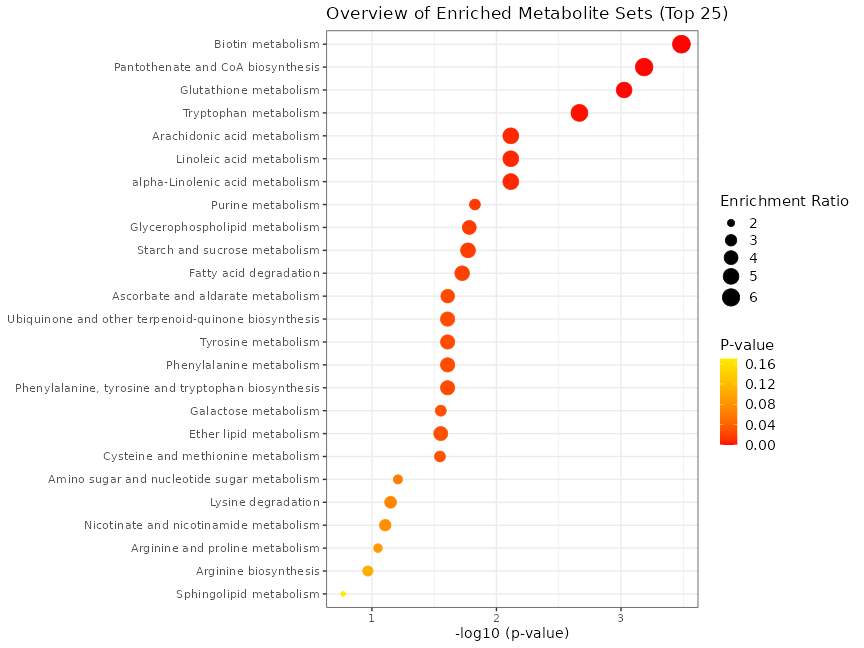 Overview of Enriched Metabolite Sets (Top 25)
Biotin metabolism
Pantothenate and CoA biosynthesis
Glutathione metabolism
Tryptophan metabolism
Arachidonic acid metabolism
Linoleic acid metabolism
alpha-Linolenic acid metabolism
Purine metabolism
Glycerophospholipid metabolism
Starch and sucrose metabolism
Fatty acid degradation
Ascorbate and aldarate metabolism
Ubiquinone and other terpenoid-quinone biosynthesis
Tyrosine metabolism
Phenylalanine metabolism
Phenylalanine, tyrosine and tryptophan biosynthesis
Galactose metabolism
Ether lipid metabolism
Cysteine and methionine metabolism
Amino sugar and nucleotide sugar metabolism
Lysine degradation
Nicotinate and nicotinamide metabolism
Arginine and proline metabolism
Arginine biosynthesis
Sphingolipid metabolism
1 2 3
-log10 (p-value)
Enrichment Ratio
2
3
4
5
6
P-value
0.16
0.12
0.08
0.04
0.00